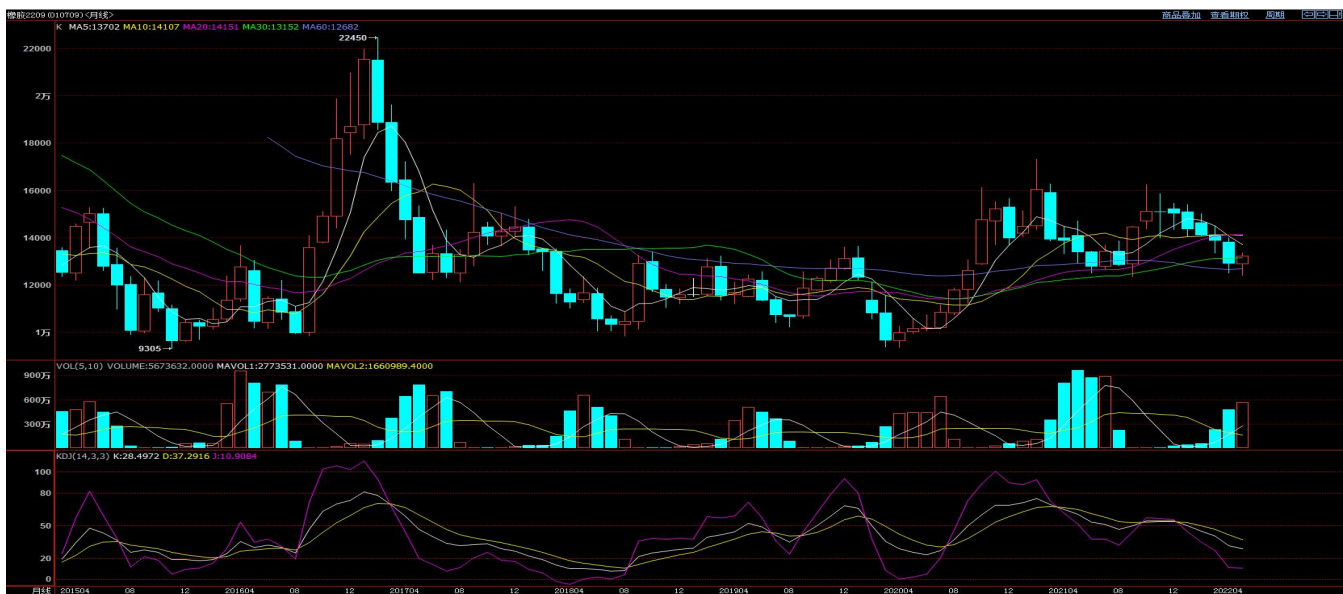 橡胶2209 (010709)<月线> 商品叠加 查看期权 周期
K MA5:13702 MA10:14107 MA20:14151 MA30:13152 MA60:12682
22450
22000
2万
18000
16000
14000
12000
1万
9305
VOL(5,10) VOLUME:5673632.0000 MAVOL1:2773531.0000 MAVOL2:1660989.4000
900万
600万
300万
KDJ(14,3,3) K:28.4972 D:37.2916 J:10.9084
100
80
50
20
0
月线 201504 08 12 201604 08 12 201704 08 12 201804 08 12 201904 08 12 202004 08 12 202104 08 12 202204